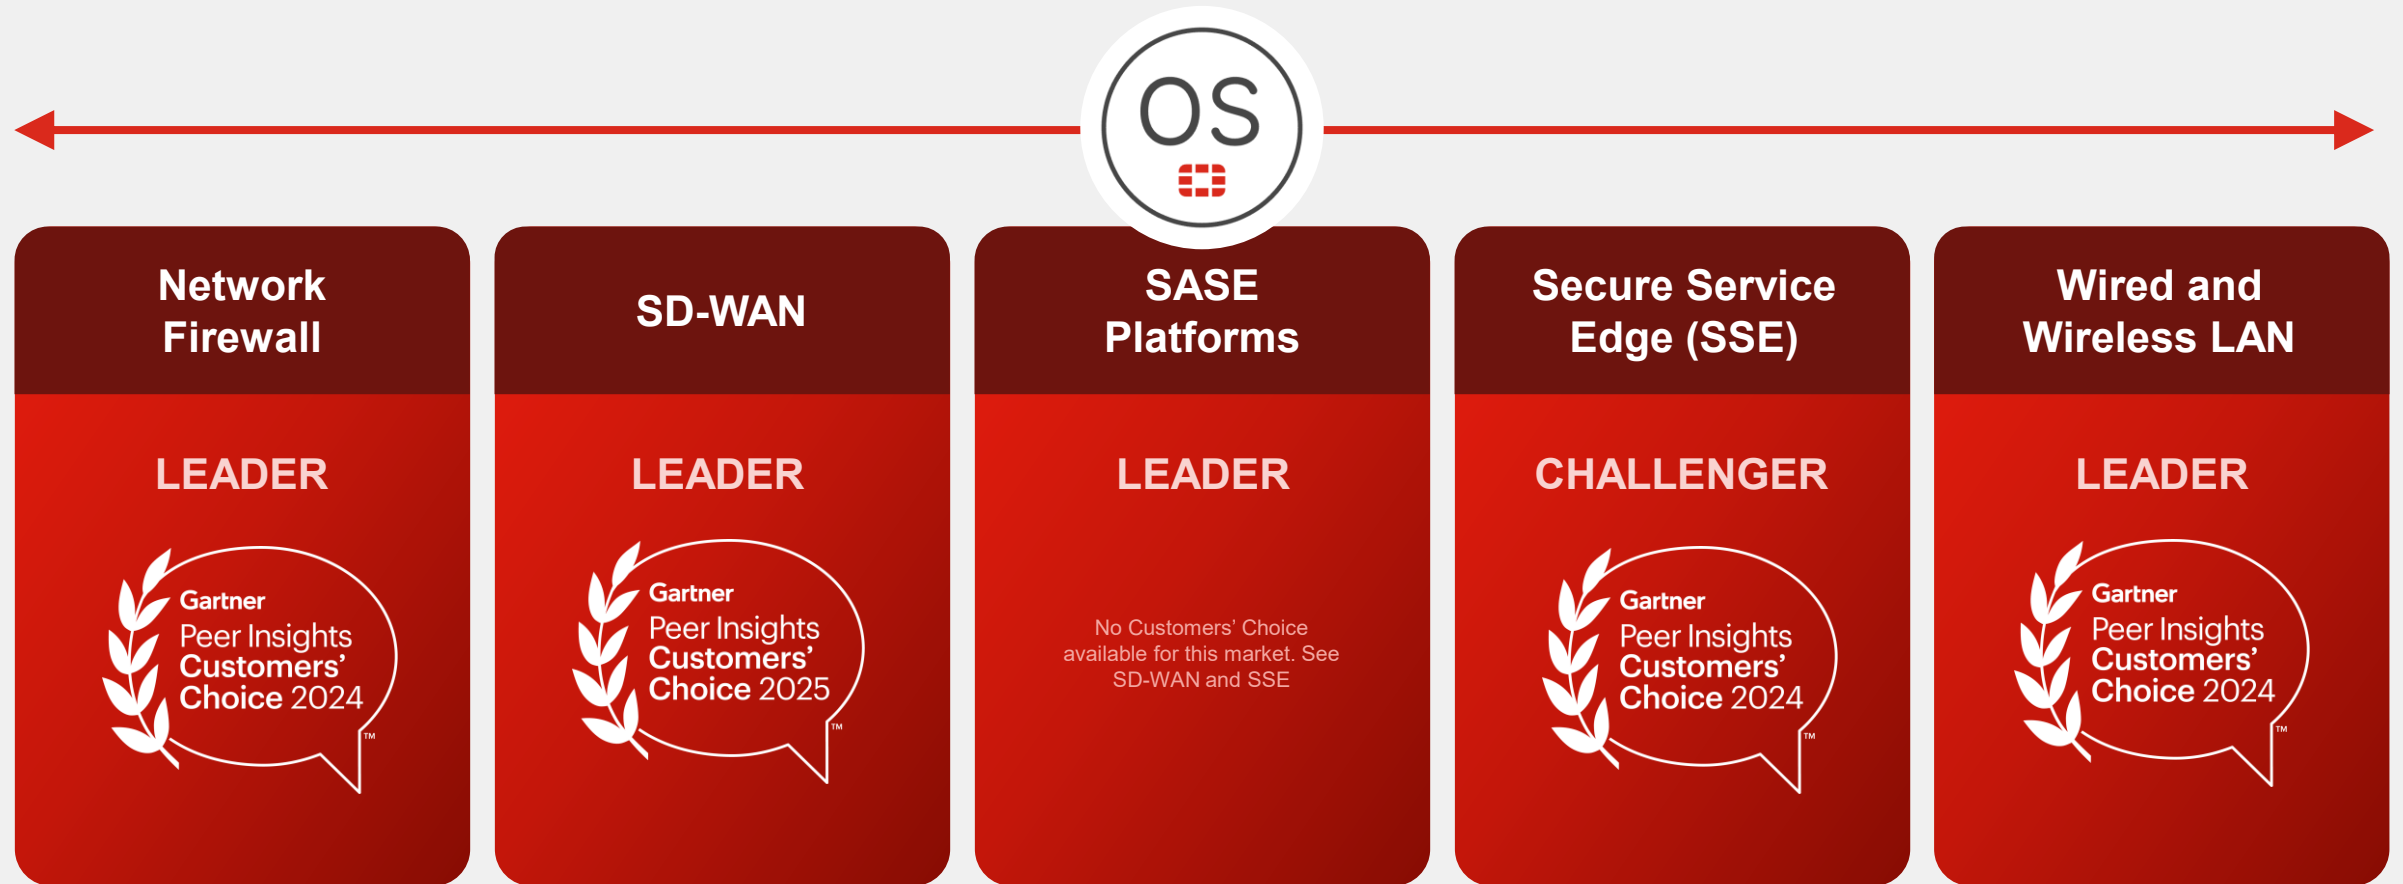 OS
Network
Firewall
LEADER
Gartner
Peer Insights
Customers’
Choice 2024
™
SD-WAN
LEADER
Gartner
Peer Insights
Customers’
Choice 2025
™
SASE
Platforms
LEADER
No Customers’ Choice
available for this market. See
SD-WAN and SSE
Secure Service
Edge (SSE)
CHALLENGER
Gartner
Peer Insights
Customers’
Choice 2024
™
Wired and
Wireless LAN
LEADER
Gartner
Peer Insights
Customers’
Choice 2024
™